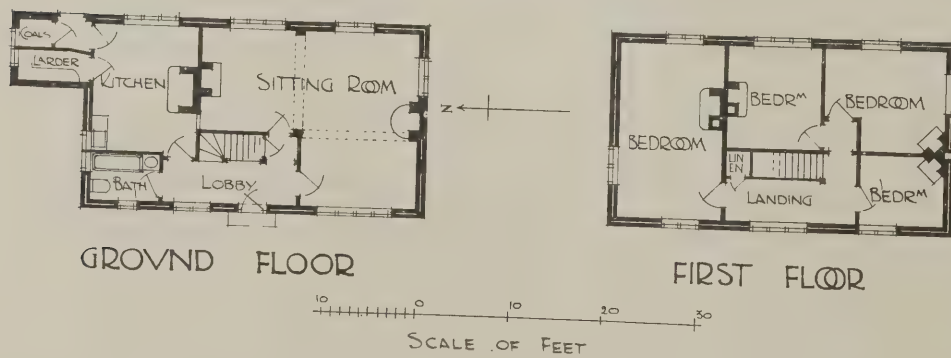 COALS
LARDER
KITCHEN
SITTING ROOM
BATH
LOBBY
GROVND FLOOR
N
BEDROOM
BEDRM
BEDROOM
LIN
EN
LANDING
BEDRM
FIRST FLOOR
10 0 10 20 30
SCALE OF FEET